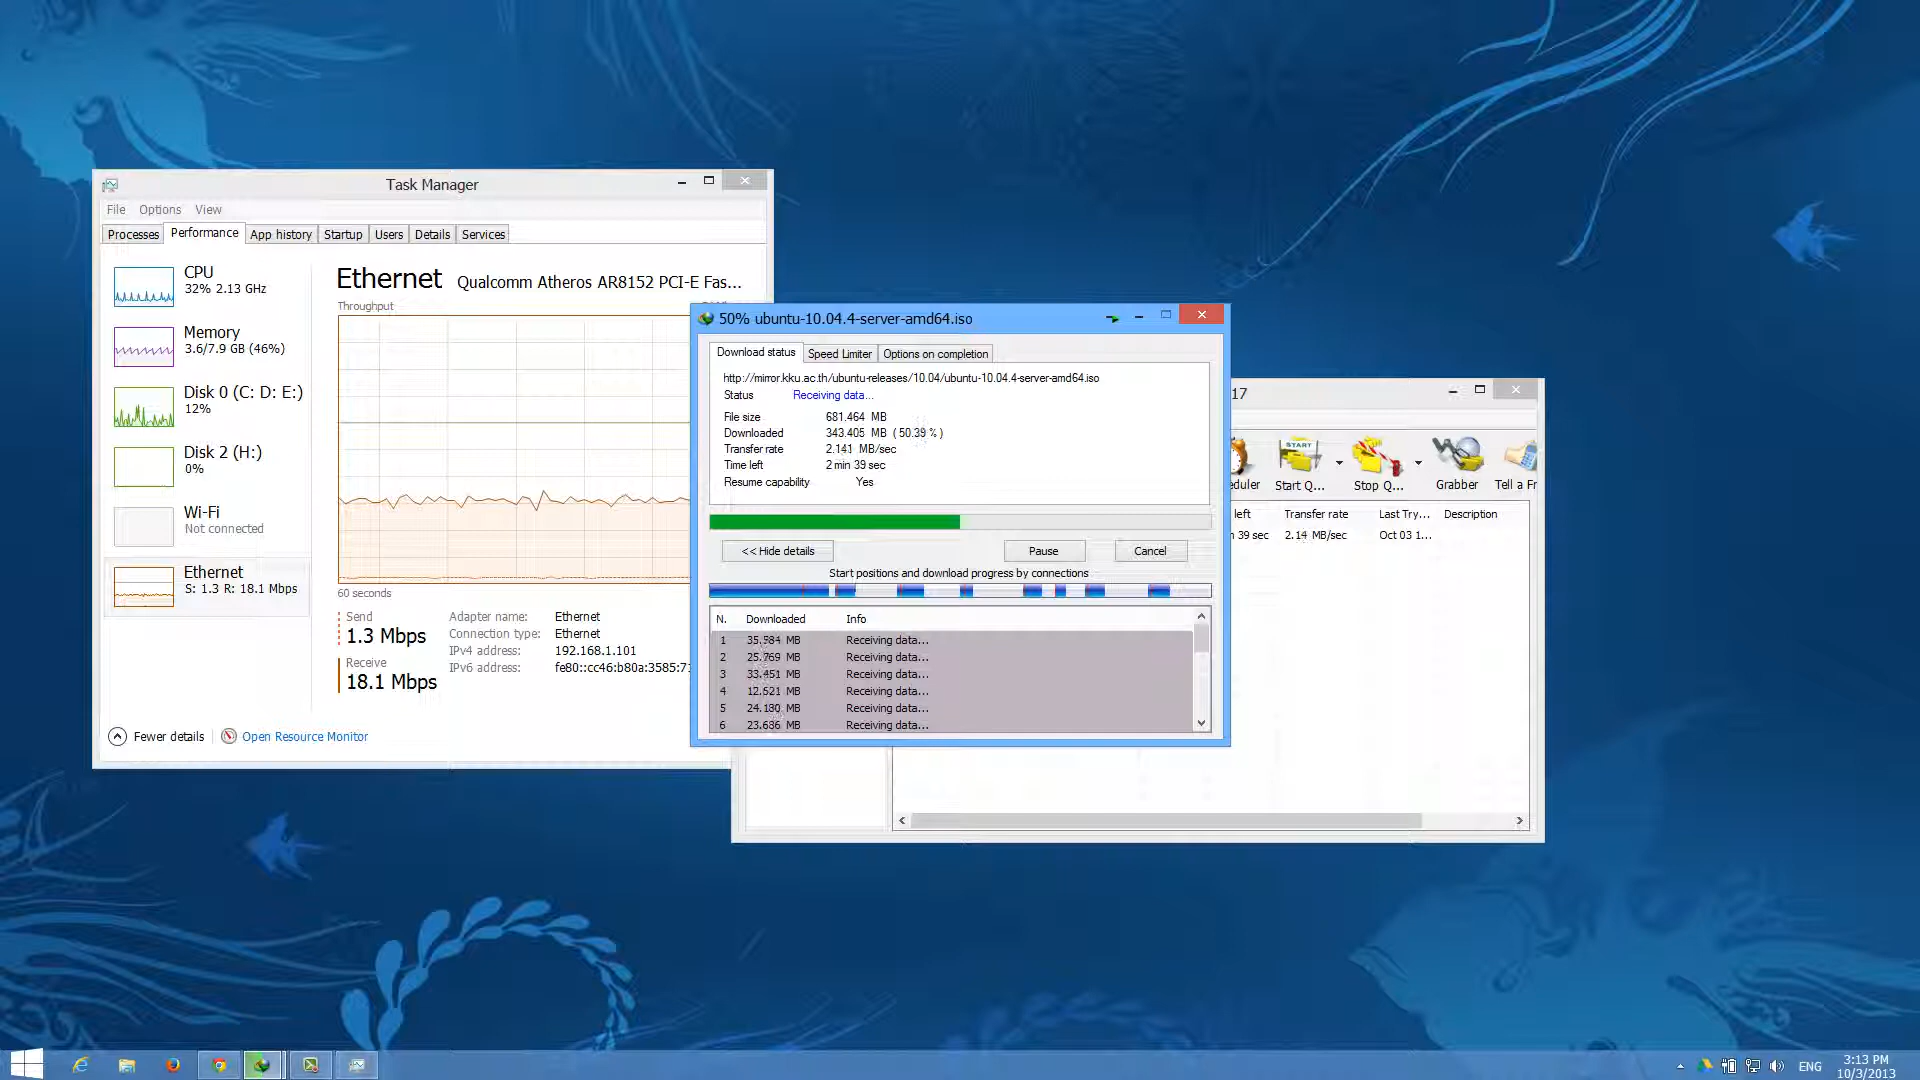 Task Manager
File Options View
Processes Performance App history Startup Users Details Services
CPU
32% 2.13 GHz
Memory
3.6/7.9 GB (46%)
Disk 0 (C: D: E:)
12%
Disk 2 (H:)
0%
Wi-Fi
Not connected
Ethernet
S: 1.3 R: 18.1 Mbps
Ethernet Qualcomm Atheros AR8152 PCI-E Fas...
Throughput
60 seconds
Send
1.3 Mbps
Receive
18.1 Mbps
Adapter name: Ethernet
Connection type: Ethernet
IPv4 address: 192.168.1.101
IPv6 address: fe80::cc46:b80a:3585:71
Fewer details Open Resource Monitor
50% ubuntu-10.04.4-server-amd64.iso
Download status Speed Limiter Options on completion
http://mirror.kku.ac.th/ubuntu-releases/10.04/ubuntu-10.04.4-server-amd64.iso
Status Receiving data...
File size 681.464 MB
Downloaded 343.405 MB ( 50.39 % )
Transfer rate 2.141 MB/sec
Time left 2 min 39 sec
Resume capability Yes
<< Hide details Pause Cancel
Start positions and download progress by connections
N. Downloaded Info
1 35.584 MB Receiving data...
2 25.769 MB Receiving data...
3 33.451 MB Receiving data...
4 12.521 MB Receiving data...
5 24.180 MB Receiving data...
6 23.636 MB Receiving data...
17
eduler Start Q... Stop Q... Grabber Tell a Fr
left Transfer rate Last Try... Description
39 sec 2.14 MB/sec Oct 03 1...
ENG
3:13 PM
10/3/2013